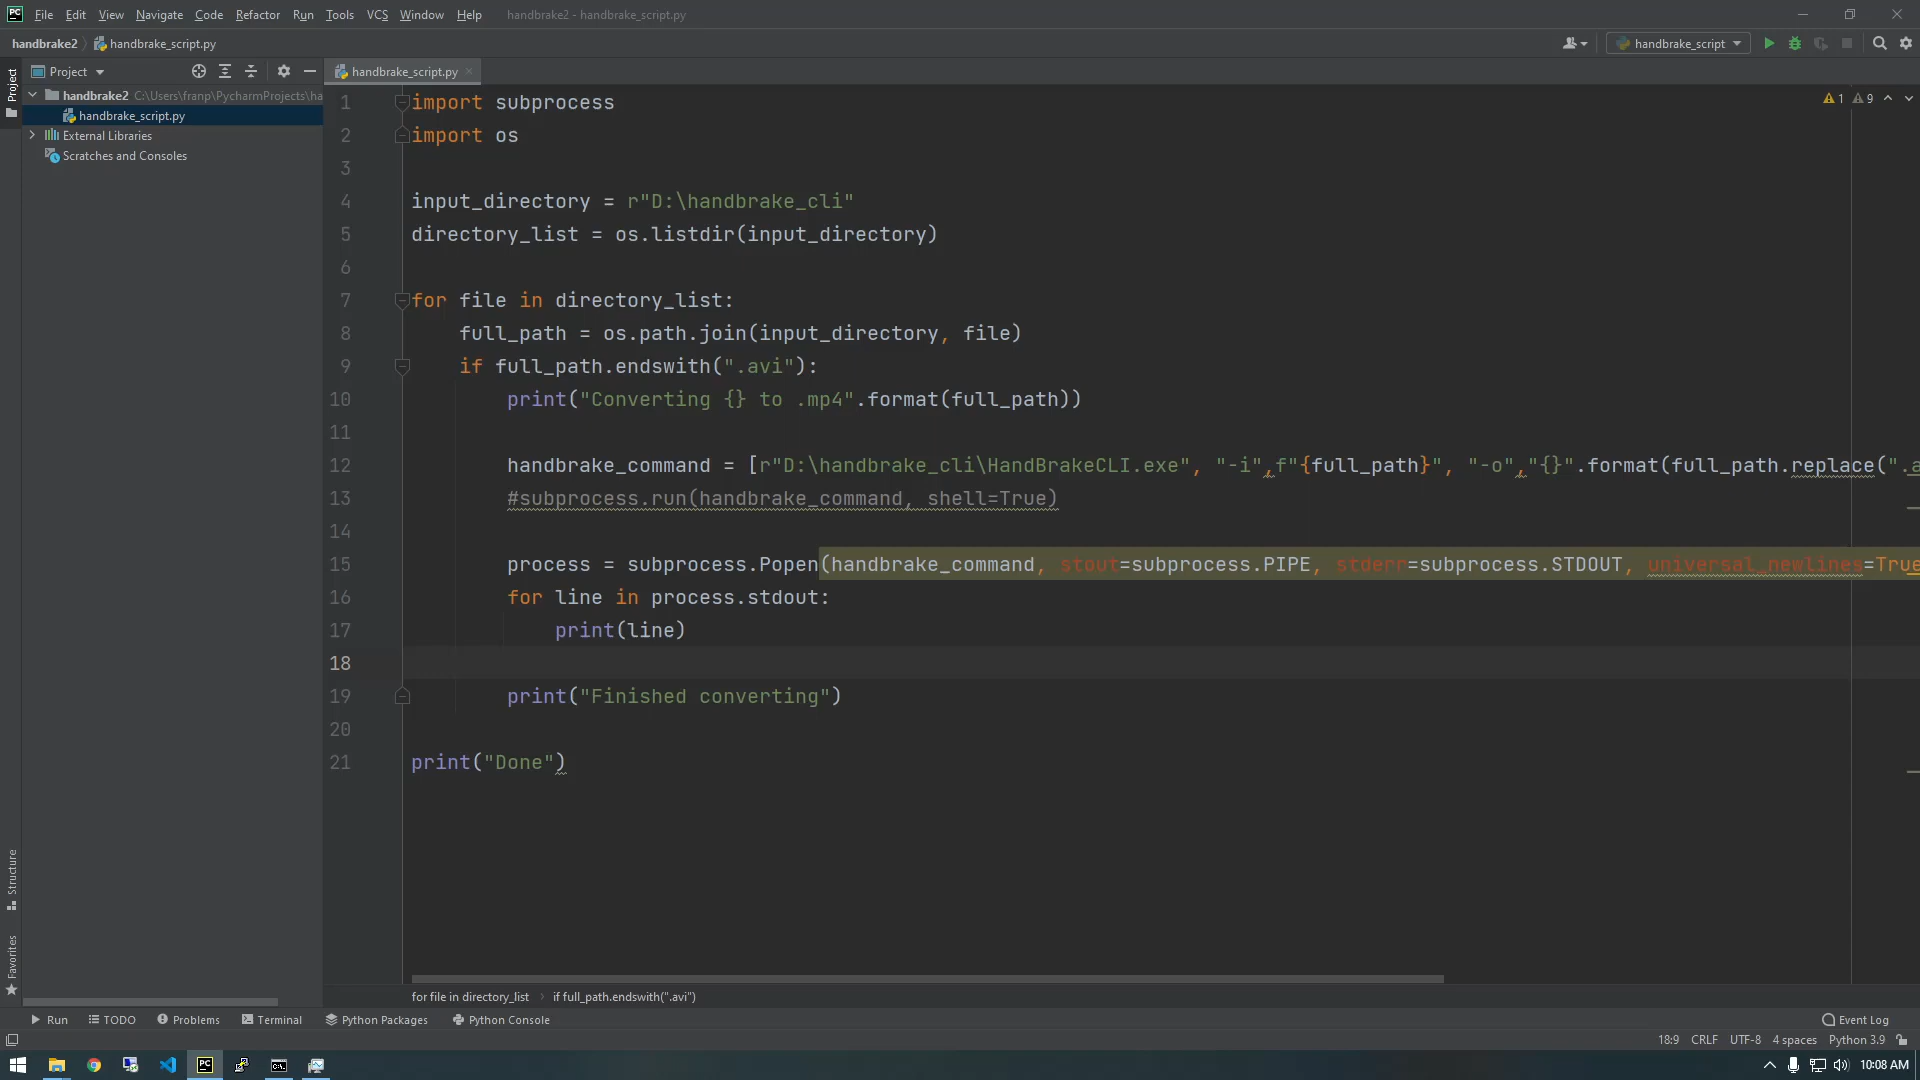 PC File Edit View Navigate Code Refactor Run Tools VCS Window Help handbrake2 - handbrake_script.py
handbrake2 handbrake_script.py handbrake_script
Project Project handbrake_script.py
handbrake2 C:\Users\franp\PycharmProjects\ha
handbrake_script.py
External Libraries
Scratches and Consoles
1 9
1 import subprocess
2 import os
3
4 input_directory = r"D:\handbrake_cli"
5 directory_list = os.listdir(input_directory)
6
7 for file in directory_list:
8 full_path = os.path.join(input_directory, file)
9 if full_path.endswith(".avi"):
10 print("Converting {} to .mp4".format(full_path))
11
12 handbrake_command = [r"D:\handbrake_cli\HandBrakeCLI.exe", "-i",f"{full_path}", "-o","{}".format(full_path.replace(".a
13 #subprocess.run(handbrake_command, shell=True)
14
15 process = subprocess.Popen(handbrake_command, stout=subprocess.PIPE, stderr=subprocess.STDOUT, universal_newlines=True
16 for line in process.stdout:
17 print(line)
18
19 print("Finished converting")
20
21 print("Done")
Structure
Favorites
for file in directory_list if full_path.endswith(".avi")
Run TODO Problems Terminal Python Packages Python Console Event Log
18:9 CRLF UTF-8 4 spaces Python 3.9
PC 10:08 AM